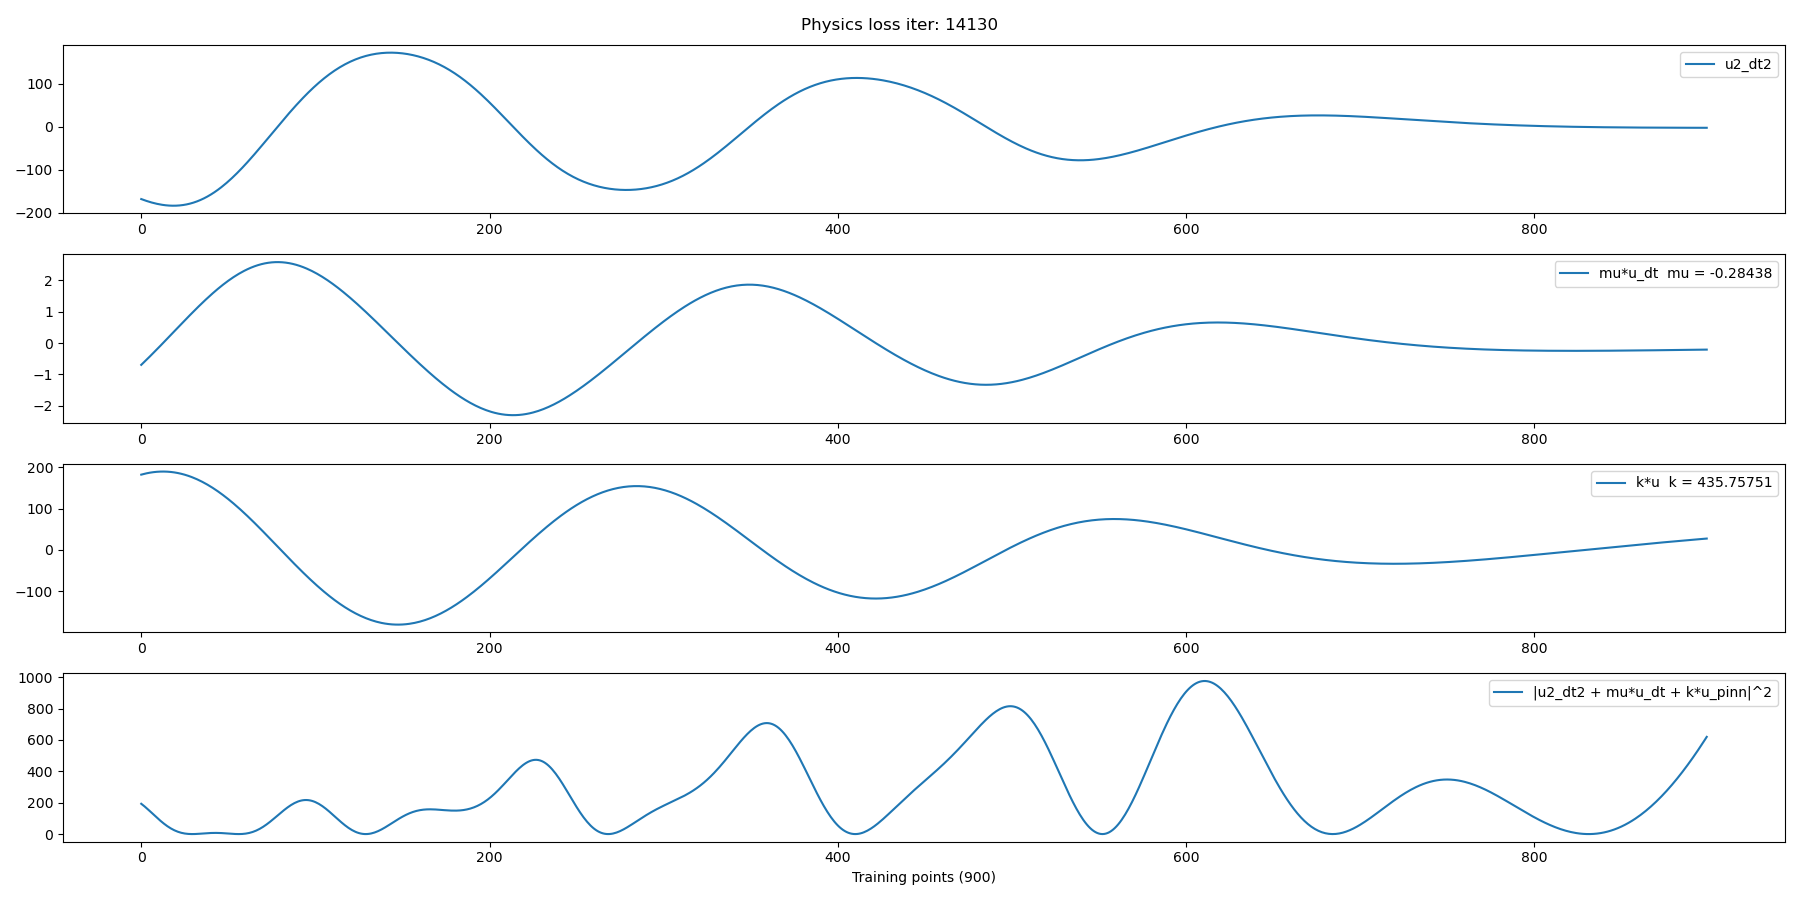 Physics loss iter: 14130
100
0
−100
−200
u2_dt2
0 200 400 600 800
2
1
0
−1
−2
mu*u_dt  mu = -0.28438
0 200 400 600 800
200
100
0
−100
k*u  k = 435.75751
0 200 400 600 800
1000
800
600
400
200
0
|u2_dt2 + mu*u_dt + k*u_pinn|^2
0 200 400 600 800
Training points (900)